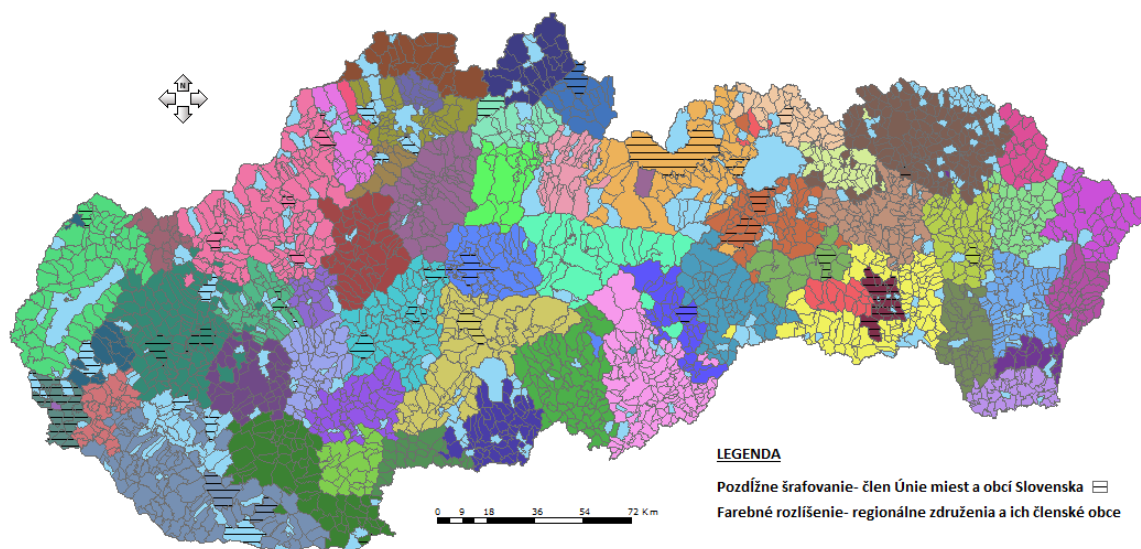 N
LEGENDA
Pozdĺžne šrafovanie- člen Únie miest a obcí Slovenska
Farebné rozlíšenie- regionálne združenia a ich členské obce
0 9 18 36 54 72 Km